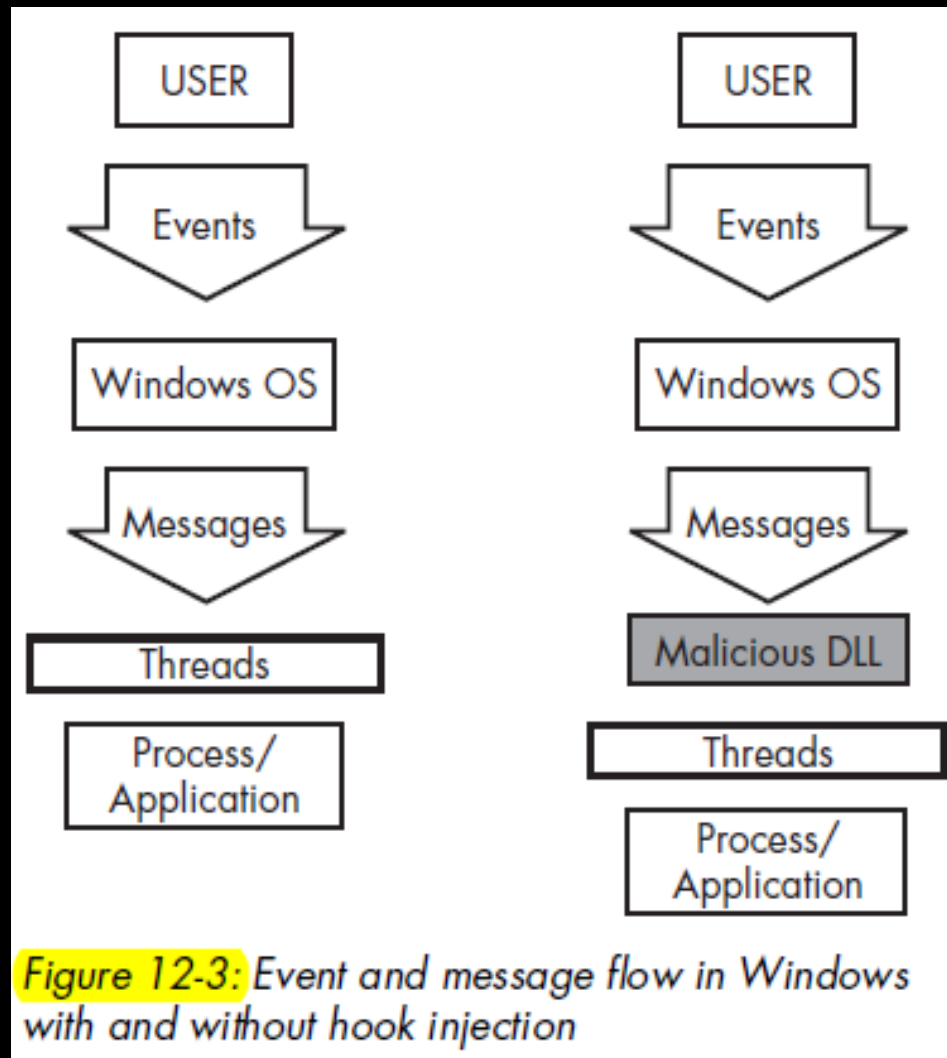 USER
Events
Windows OS
Messages
Threads
Process/
Application
USER
Events
Windows OS
Messages
Malicious DLL
Threads
Process/
Application
Figure 12-3: Event and message flow in Windows
with and without hook injection